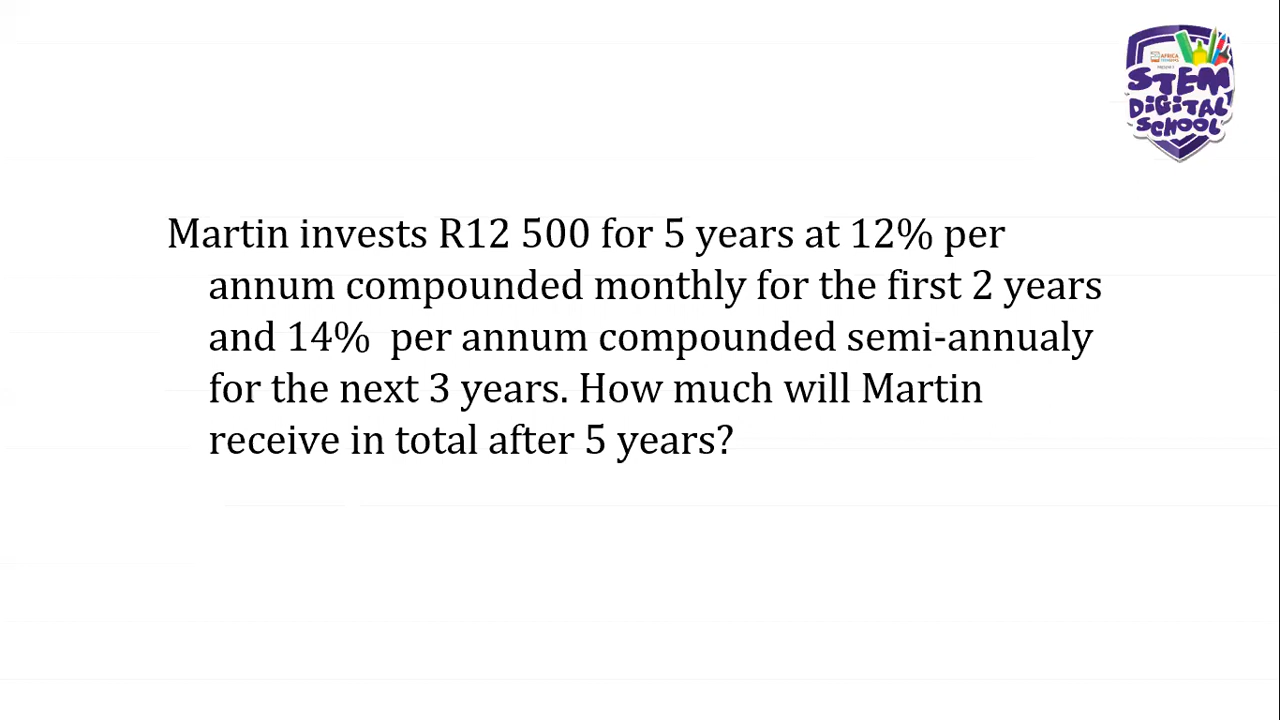 AFRICA
STEM
DIGITAL
SCHOOL
Martin invests R12 500 for 5 years at 12% per
annum compounded monthly for the first 2 years
and 14%  per annum compounded semi-annualy
for the next 3 years. How much will Martin
receive in total after 5 years?